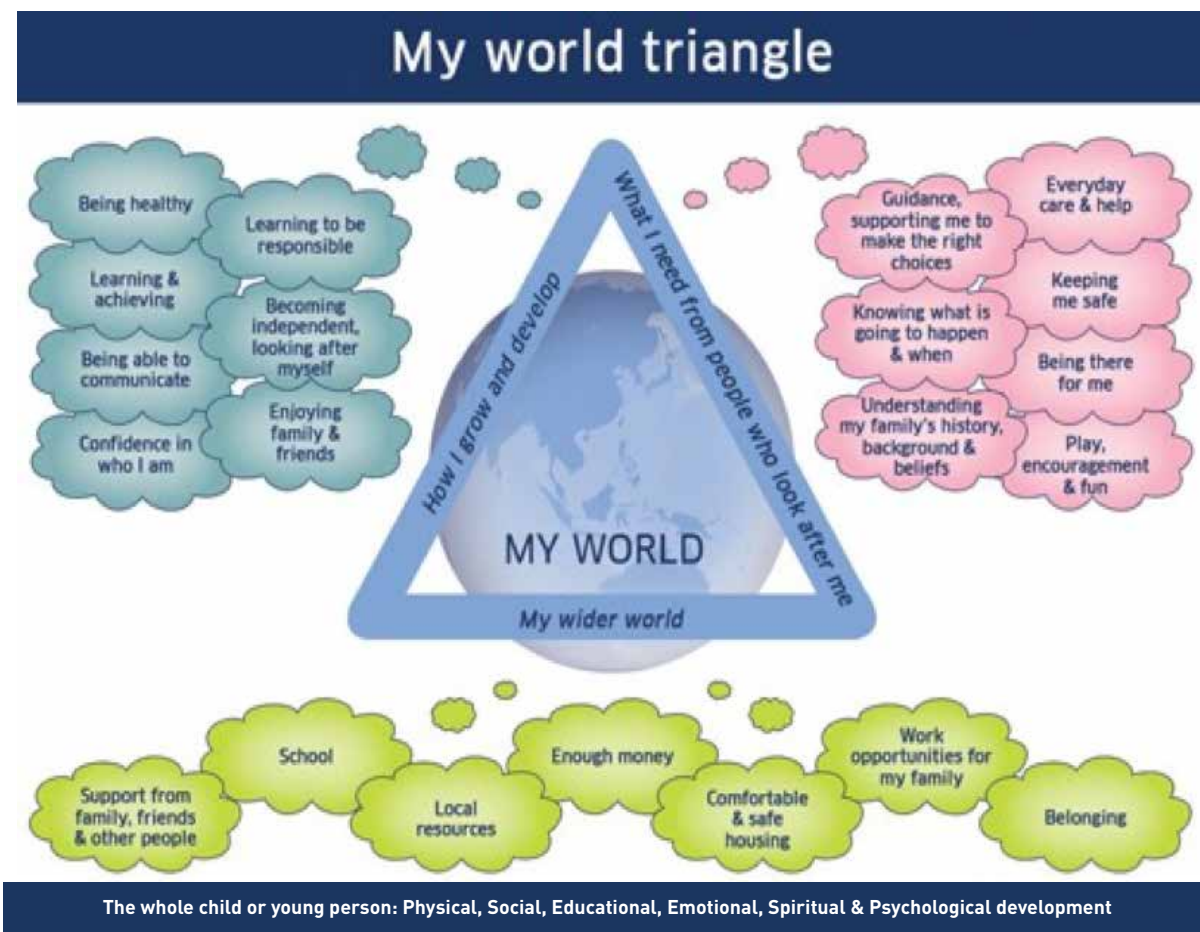 My world triangle
Being healthy
Learning to be
responsible
Learning &
achieving
Becoming
independent,
looking after
myself
Being able to
communicate
Enjoying
family &
friends
Confidence in
who I am
How I grow and develop
What I need from people who look after me
MY WORLD
My wider world
Guidance,
supporting me to
make the right
choices
Everyday
care & help
Keeping
me safe
Knowing what is
going to happen
& when
Being there
for me
Understanding
my family's history,
background &
beliefs
Play,
encouragement
& fun
Support from
family, friends
& other people
School
Local
resources
Enough money
Comfortable
& safe
housing
Work
opportunities for
my family
Belonging
The whole child or young person: Physical, Social, Educational, Emotional, Spiritual & Psychological development